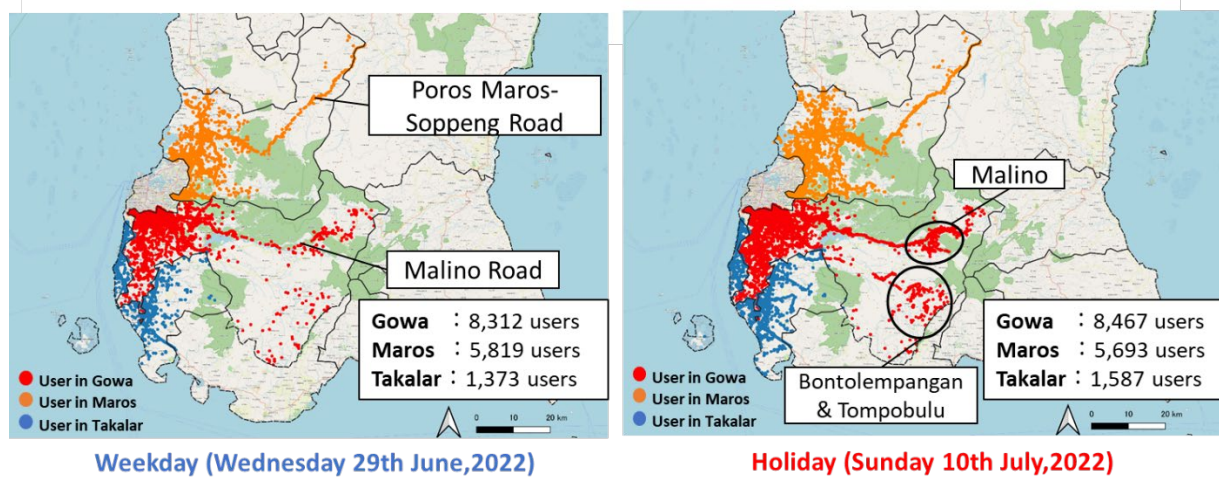 Poros Maros-
Soppeng Road
Malino Road
Gowa : 8,312 users
Maros : 5,819 users
Takalar : 1,373 users
User in Gowa
User in Maros
User in Takalar
0 10 20 km
Weekday (Wednesday 29th June,2022)
Malino
Bontolempangan
& Tompobulu
Gowa : 8,467 users
Maros : 5,693 users
Takalar : 1,587 users
User in Gowa
User in Maros
User in Takalar
0 10 20 km
Holiday (Sunday 10th July,2022)